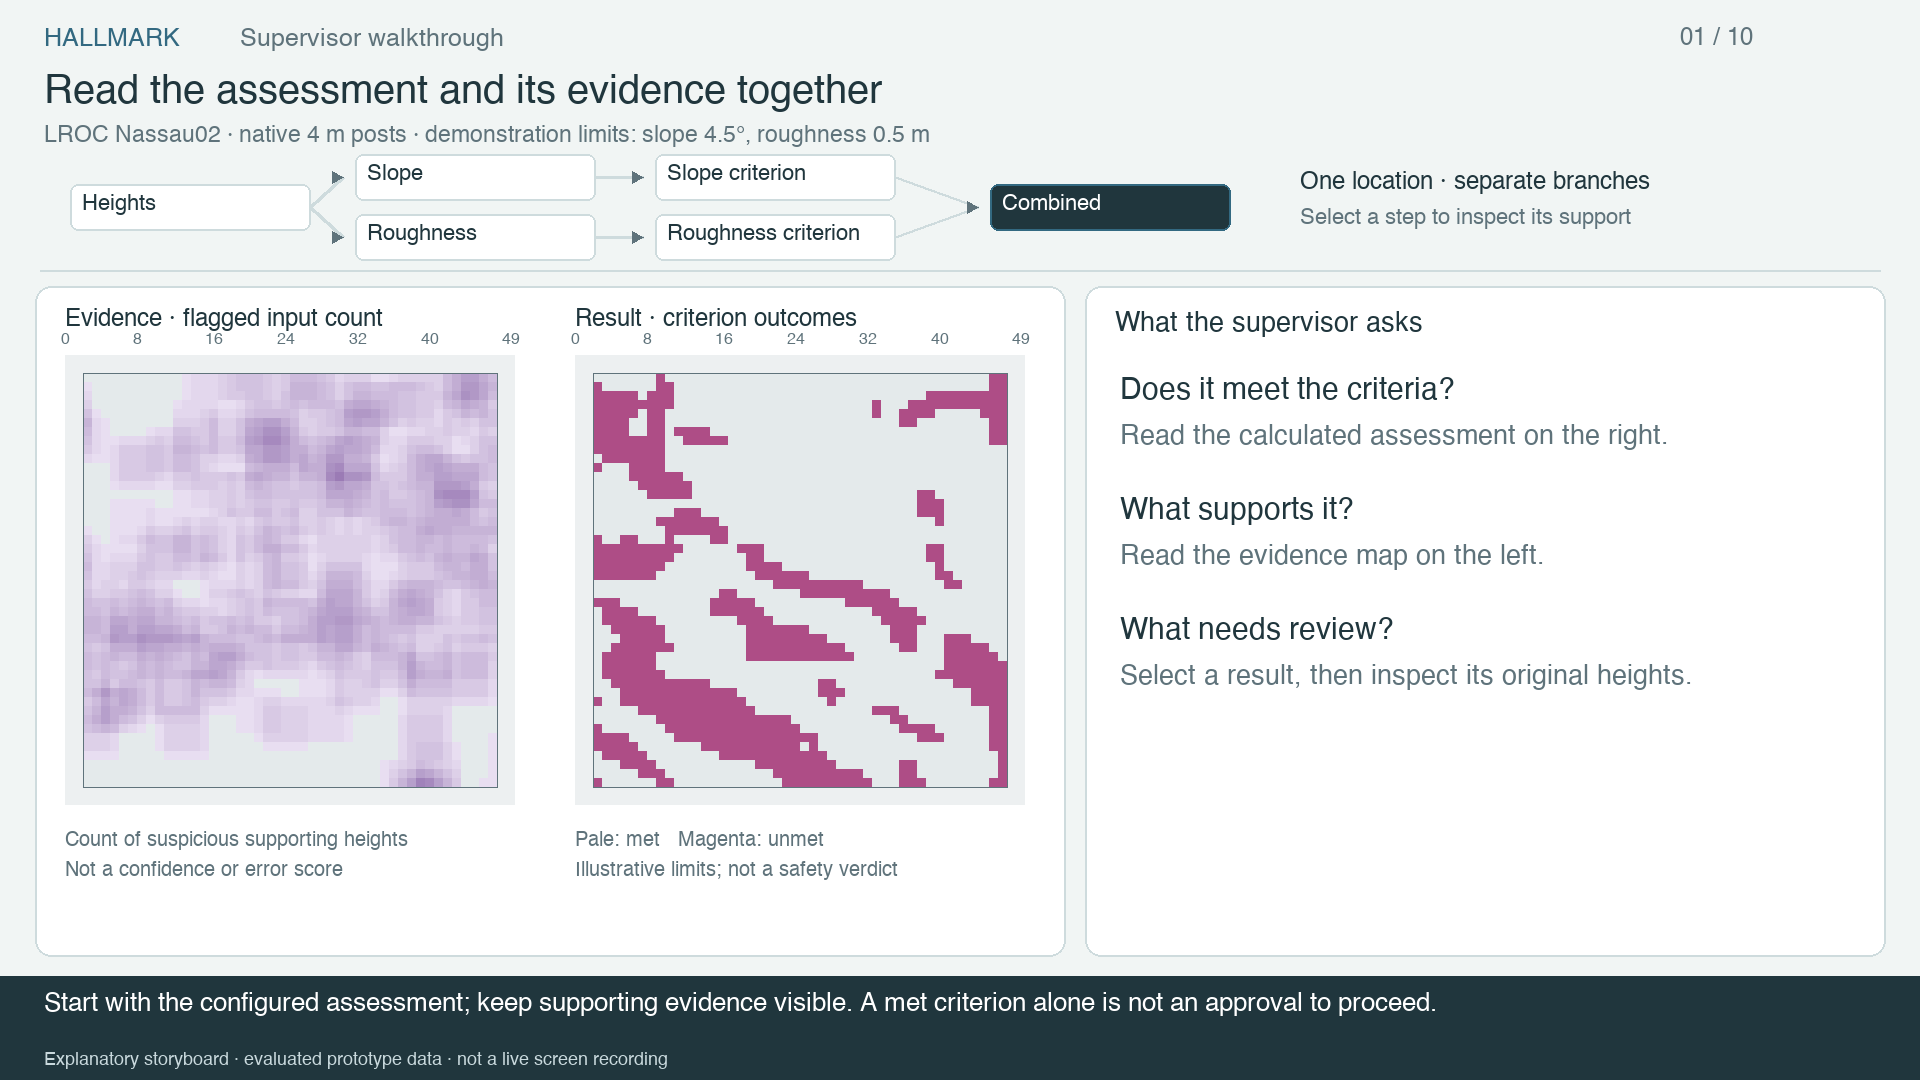 HALLMARK Supervisor walkthrough 01 / 10
Read the assessment and its evidence together
LROC Nassau02 · native 4 m posts · demonstration limits: slope 4.5°, roughness 0.5 m
Heights
Slope
Roughness
Slope criterion
Roughness criterion
Combined
One location · separate branches
Select a step to inspect its support
Evidence · flagged input count
0 8 16 24 32 40 49
Count of suspicious supporting heights
Not a confidence or error score
Result · criterion outcomes
0 8 16 24 32 40 49
Pale: met Magenta: unmet
Illustrative limits; not a safety verdict
What the supervisor asks
Does it meet the criteria?
Read the calculated assessment on the right.
What supports it?
Read the evidence map on the left.
What needs review?
Select a result, then inspect its original heights.
Start with the configured assessment; keep supporting evidence visible. A met criterion alone is not an approval to proceed.
Explanatory storyboard · evaluated prototype data · not a live screen recording